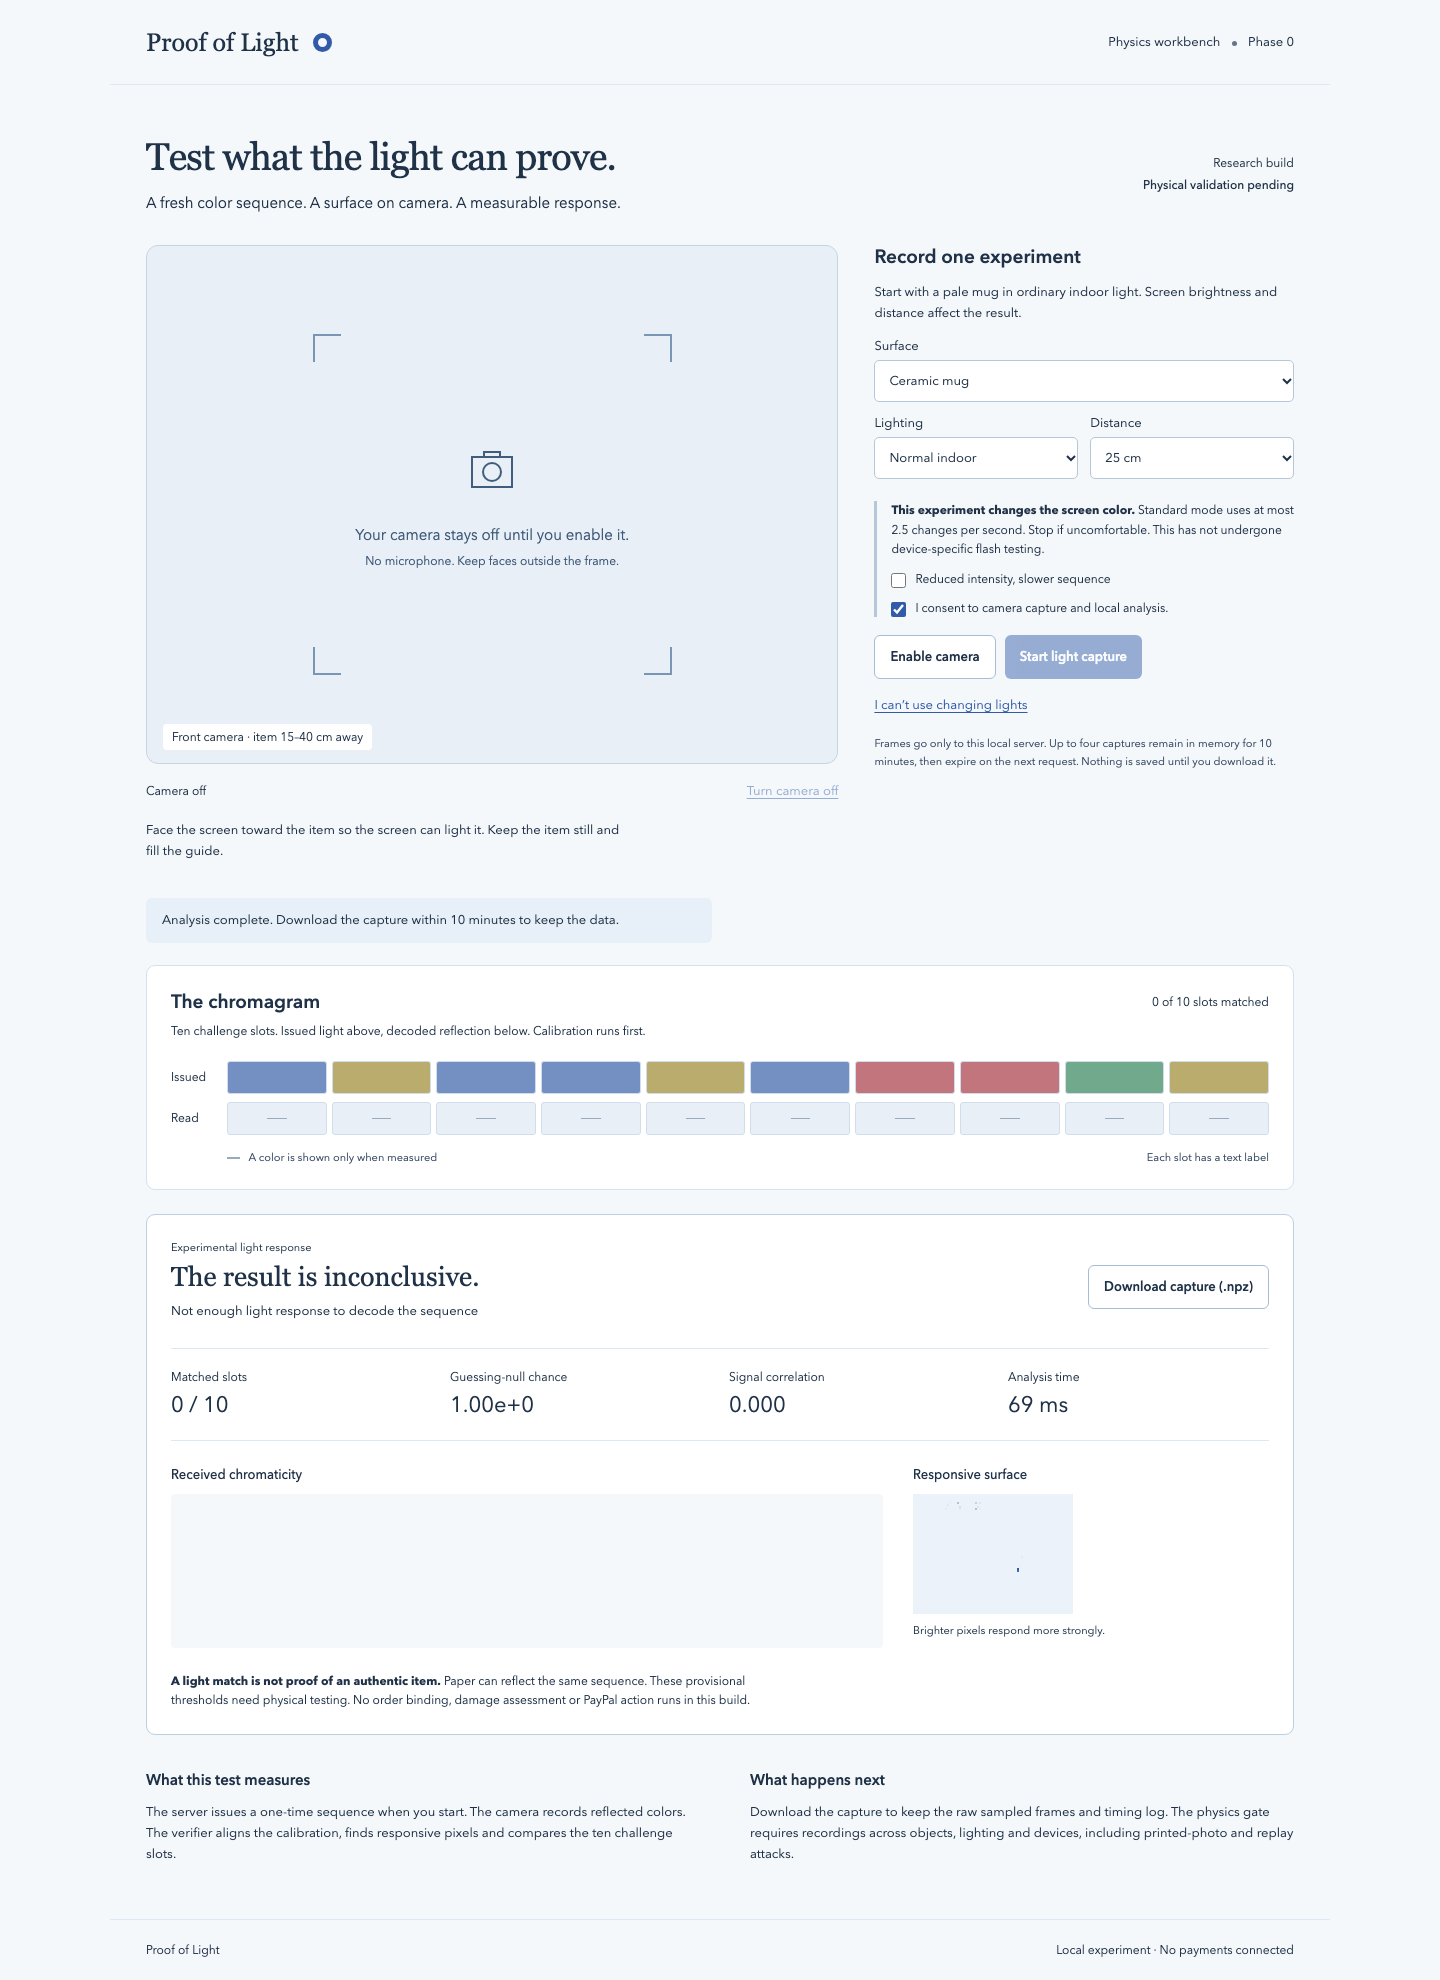 Proof of Light
Physics workbench • Phase 0
Test what the light can prove.
A fresh color sequence. A surface on camera. A measurable response.
Research build
Physical validation pending
Your camera stays off until you enable it.
No microphone. Keep faces outside the frame.
Front camera · item 15–40 cm away
Camera off
Turn camera off
Face the screen toward the item so the screen can light it. Keep the item still and
fill the guide.
Record one experiment
Start with a pale mug in ordinary indoor light. Screen brightness and
distance affect the result.
Surface
Ceramic mug
Lighting
Distance
Normal indoor
25 cm
This experiment changes the screen color. Standard mode uses at most
2.5 changes per second. Stop if uncomfortable. This has not undergone
device-specific flash testing.
Reduced intensity, slower sequence
I consent to camera capture and local analysis.
Enable camera
Start light capture
I can’t use changing lights
Frames go only to this local server. Up to four captures remain in memory for 10
minutes, then expire on the next request. Nothing is saved until you download it.
Analysis complete. Download the capture within 10 minutes to keep the data.
The chromagram
0 of 10 slots matched
Ten challenge slots. Issued light above, decoded reflection below. Calibration runs first.
Issued
Read
— A color is shown only when measured
Each slot has a text label
Experimental light response
The result is inconclusive.
Not enough light response to decode the sequence
Download capture (.npz)
Matched slots
0 / 10
Guessing-null chance
1.00e+0
Signal correlation
0.000
Analysis time
69 ms
Received chromaticity
Responsive surface
Brighter pixels respond more strongly.
A light match is not proof of an authentic item. Paper can reflect the same sequence. These provisional
thresholds need physical testing. No order binding, damage assessment or PayPal action runs in this build.
What this test measures
The server issues a one-time sequence when you start. The camera records reflected colors.
The verifier aligns the calibration, finds responsive pixels and compares the ten challenge
slots.
What happens next
Download the capture to keep the raw sampled frames and timing log. The physics gate
requires recordings across objects, lighting and devices, including printed-photo and replay
attacks.
Proof of Light
Local experiment · No payments connected